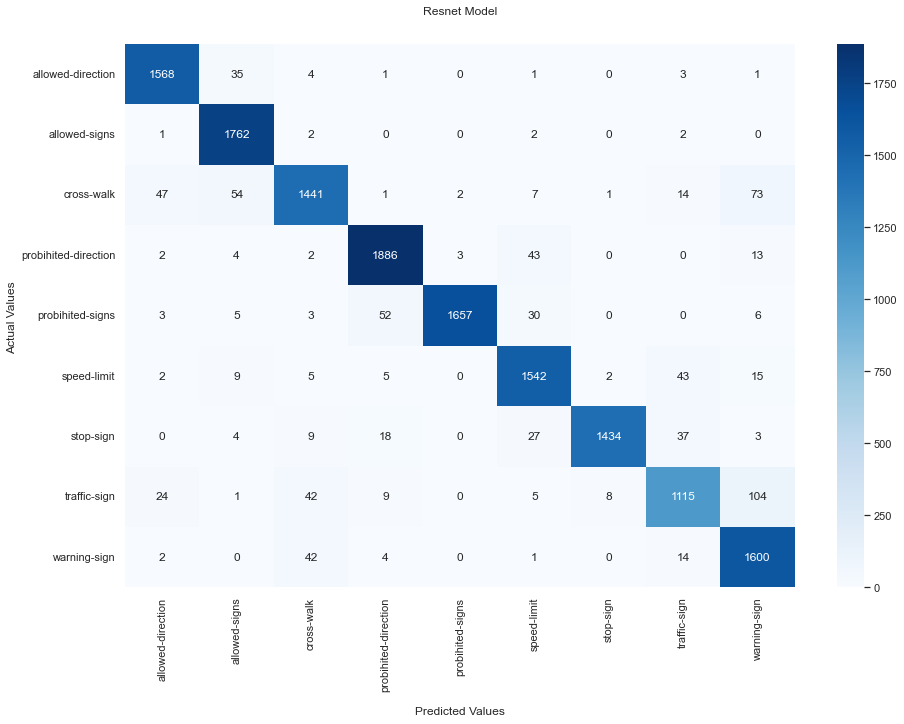 Resnet Model
allowed-direction 1568 35 4 1 0 1 0 3 1
allowed-signs 1 1762 2 0 0 2 0 2 0
cross-walk 47 54 1441 1 2 7 1 14 73
probihited-direction 2 4 2 1886 3 43 0 0 13
probihited-signs 3 5 3 52 1657 30 0 0 6
speed-limit 2 9 5 5 0 1542 2 43 15
stop-sign 0 4 9 18 0 27 1434 37 3
traffic-sign 24 1 42 9 0 5 8 1115 104
warning-sign 2 0 42 4 0 1 0 14 1600
Actual Values
allowed-direction
allowed-signs
cross-walk
probihited-direction
probihited-signs
speed-limit
stop-sign
traffic-sign
warning-sign
Predicted Values
1750
1500
1250
1000
750
500
250
0